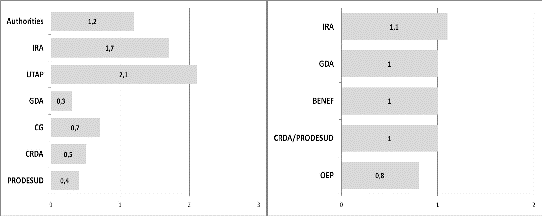 Authorities 1,2
IRA 1,7
UTAP 2,1
GDA 0,3
CG 0,7
CRDA 0,5
PRODESUD 0,4
0 1 2 3
IRA 1,1
GDA 1
BENEF 1
CRDA/PRODESUD 1
OEP 0,8
0 1 2